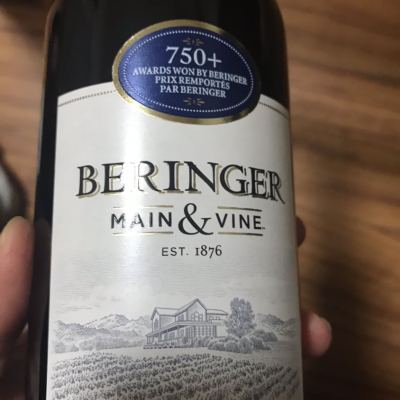 750+
AWARDS WON BY BERINGER
PRIX REMPORTÉS
PAR BERINGER
BERINGER
MAIN & VINE
EST. 1876